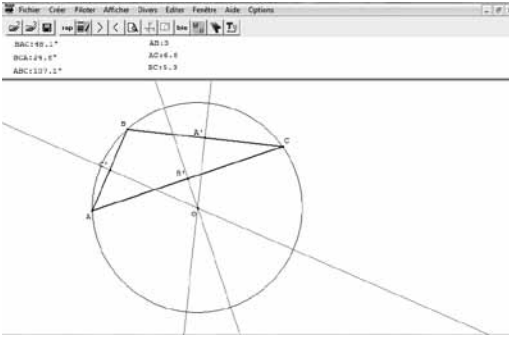 Fichier Créer Piloter Afficher Divers Editer Fenêtre Aide Options
BAC:48.1°
BCA:24.8°
ABC:107.1°
AB:3
AC:6.8
BC:5.3
B
A'
C
C'
B'
A
O